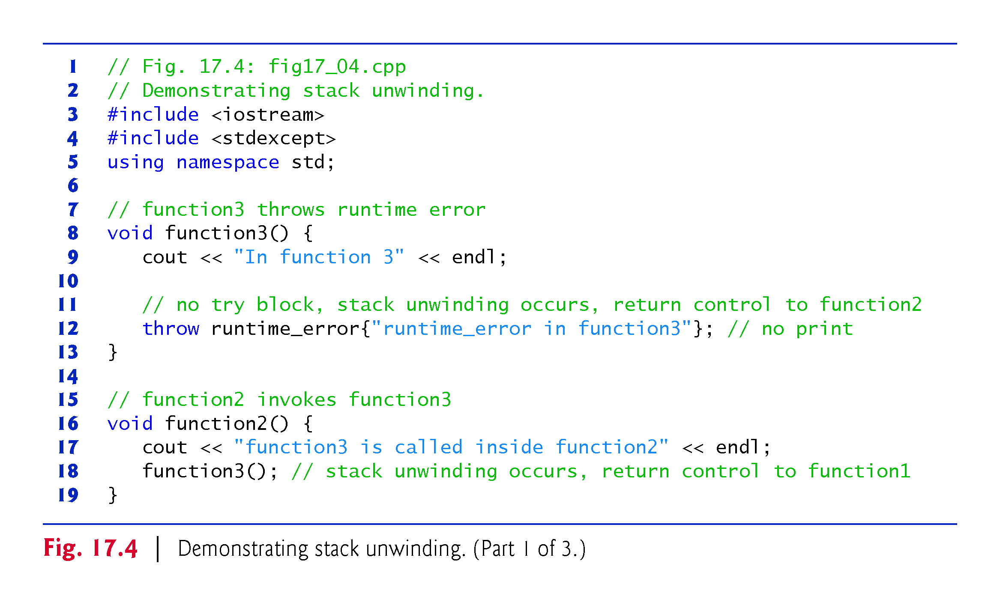 1 // Fig. 17.4: fig17_04.cpp
2 // Demonstrating stack unwinding.
3 #include <iostream>
4 #include <stdexcept>
5 using namespace std;
6
7 // function3 throws runtime error
8 void function3() {
9    cout << "In function 3" << endl;
10
11    // no try block, stack unwinding occurs, return control to function2
12    throw runtime_error{"runtime_error in function3"}; // no print
13 }
14
15 // function2 invokes function3
16 void function2() {
17    cout << "function3 is called inside function2" << endl;
18    function3(); // stack unwinding occurs, return control to function1
19 }
Fig. 17.4 | Demonstrating stack unwinding. (Part 1 of 3.)